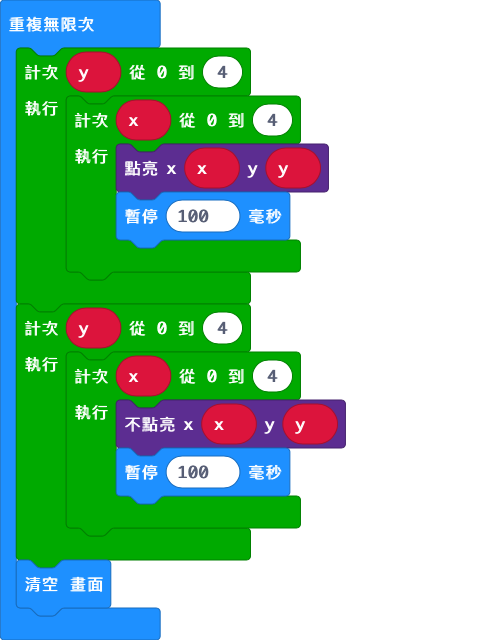 重複無限次
計次 y 從 0 到 4
執行
計次 x 從 0 到 4
執行
點亮 x x y y
暫停 100 毫秒
計次 y 從 0 到 4
執行
計次 x 從 0 到 4
執行
不點亮 x x y y
暫停 100 毫秒
清空 畫面